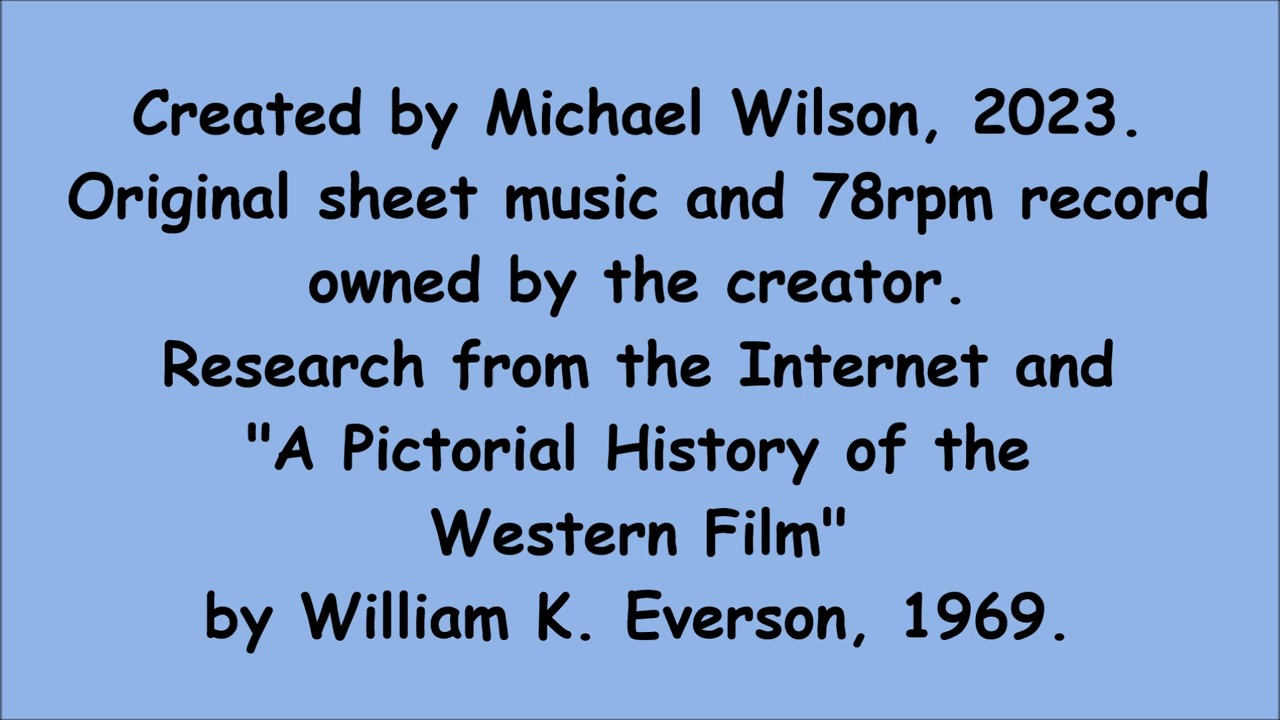 Created by Michael Wilson, 2023.
Original sheet music and 78rpm record
owned by the creator.
Research from the Internet and
"A Pictorial History of the
Western Film"
by William K. Everson, 1969.